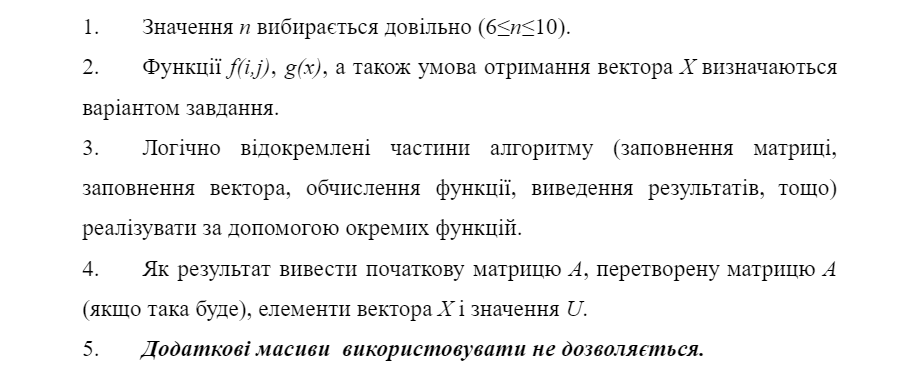 1. Значення n вибирається довільно (6≤n≤10).
2. Функції f(i,j), g(x), а також умова отримання вектора X визначаються
варіантом завдання.
3. Логічно відокремлені частини алгоритму (заповнення матриці,
заповнення вектора, обчислення функції, виведення результатів, тощо)
реалізувати за допомогою окремих функцій.
4. Як результат вивести початкову матрицю A, перетворену матрицю A
(якщо така буде), елементи вектора X і значення U.
5. Додаткові масиви використовувати не дозволяється.